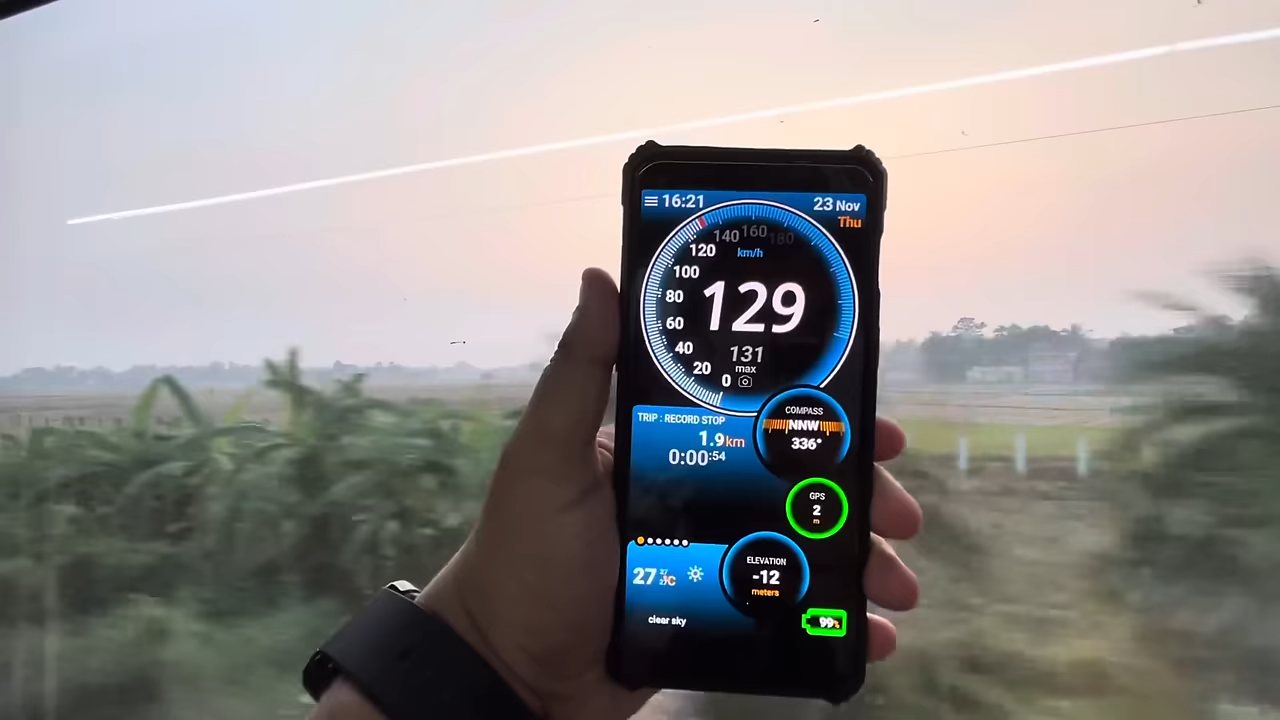 16:21
23 Nov
Thu
140 160 180
120
km/h
100
80
129
60
40
131
20
max
0
COMPASS
TRIP : RECORD STOP
NNW
1.9km
336°
0:00:54
GPS
2
m
ELEVATION
27 °C
-12
meters
clear sky
99%